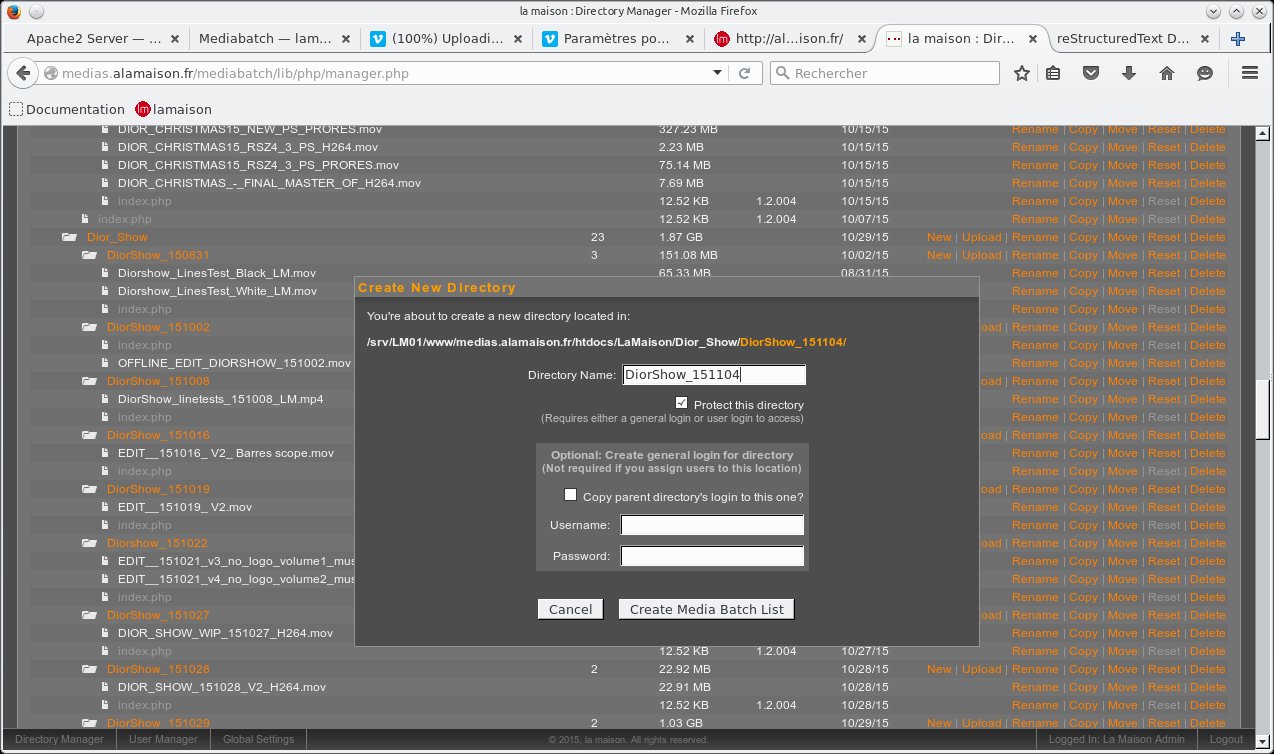 la maison : Directory Manager - Mozilla Firefox
Apache2 Server — ... Mediabatch — lam... (100%) Uploadi... Paramètres po... http://al...ison.fr/ la maison : Dir... reStructuredText D...
medias.alamaison.fr/mediabatch/lib/php/manager.php Rechercher
Documentation lamaison
DIOR_CHRISTMAS15_NEW_PS_PRORES.mov 327.23 MB 10/15/15 Rename | Copy | Move | Reset | Delete
DIOR_CHRISTMAS15_RSZ4_3_PS_H264.mov 2.23 MB 10/15/15 Rename | Copy | Move | Reset | Delete
DIOR_CHRISTMAS15_RSZ4_3_PS_PRORES.mov 75.14 MB 10/15/15 Rename | Copy | Move | Reset | Delete
DIOR_CHRISTMAS_-_FINAL_MASTER_OF_H264.mov 7.69 MB 10/15/15 Rename | Copy | Move | Reset | Delete
index.php 12.52 KB 1.2.004 10/15/15 Rename | Copy | Move | Reset | Delete
index.php 12.52 KB 1.2.004 10/07/15 Rename | Copy | Move | Reset | Delete
Dior_Show 23 1.87 GB 10/29/15 New | Upload | Rename | Copy | Move | Reset | Delete
DiorShow_150831 3 151.08 MB 10/02/15 New | Upload | Rename | Copy | Move | Reset | Delete
Diorshow_LinesTest_Black_LM.mov 65.33 MB 08/31/15 Rename | Copy | Move | Reset | Delete
Diorshow_LinesTest_White_LM.mov Rename | Copy | Move | Reset | Delete
index.php Rename | Copy | Move | Reset | Delete
DiorShow_151002 oad | Rename | Copy | Move | Reset | Delete
index.php Rename | Copy | Move | Reset | Delete
OFFLINE_EDIT_DIORSHOW_151002.mov Rename | Copy | Move | Reset | Delete
DiorShow_151008 oad | Rename | Copy | Move | Reset | Delete
DiorShow_linetests_151008_LM.mp4 Rename | Copy | Move | Reset | Delete
index.php Rename | Copy | Move | Reset | Delete
DiorShow_151016 oad | Rename | Copy | Move | Reset | Delete
EDIT__151016_ V2_ Barres scope.mov Rename | Copy | Move | Reset | Delete
index.php Rename | Copy | Move | Reset | Delete
DiorShow_151019 oad | Rename | Copy | Move | Reset | Delete
EDIT__151019_ V2.mov Rename | Copy | Move | Reset | Delete
index.php Rename | Copy | Move | Reset | Delete
Diorshow_151022 oad | Rename | Copy | Move | Reset | Delete
EDIT__151021_v3_no_logo_volume1_mus Rename | Copy | Move | Reset | Delete
EDIT__151021_v4_no_logo_volume2_mus Rename | Copy | Move | Reset | Delete
index.php Rename | Copy | Move | Reset | Delete
DiorShow_151027 oad | Rename | Copy | Move | Reset | Delete
DIOR_SHOW_WIP_151027_H264.mov Rename | Copy | Move | Reset | Delete
index.php 12.52 KB 1.2.004 10/27/15 Rename | Copy | Move | Reset | Delete
DiorShow_151028 2 22.92 MB 10/28/15 New | Upload | Rename | Copy | Move | Reset | Delete
DIOR_SHOW_151028_V2_H264.mov 22.91 MB 10/28/15 Rename | Copy | Move | Reset | Delete
index.php 12.52 KB 1.2.004 10/28/15 Rename | Copy | Move | Reset | Delete
DiorShow_151029 2 1.03 GB 10/29/15 New | Upload | Rename | Copy | Move | Reset | Delete
Create New Directory
You're about to create a new directory located in:
/srv/LM01/www/medias.alamaison.fr/htdocs/LaMaison/Dior_Show/DiorShow_151104/
Directory Name: DiorShow_151104
Protect this directory
(Requires either a general login or user login to access)
Optional: Create general login for directory
(Not required if you assign users to this location)
Copy parent directory's login to this one?
Username:
Password:
Cancel Create Media Batch List
Directory Manager User Manager Global Settings © 2015, la maison. All rights reserved. Logged In: La Maison Admin Logout